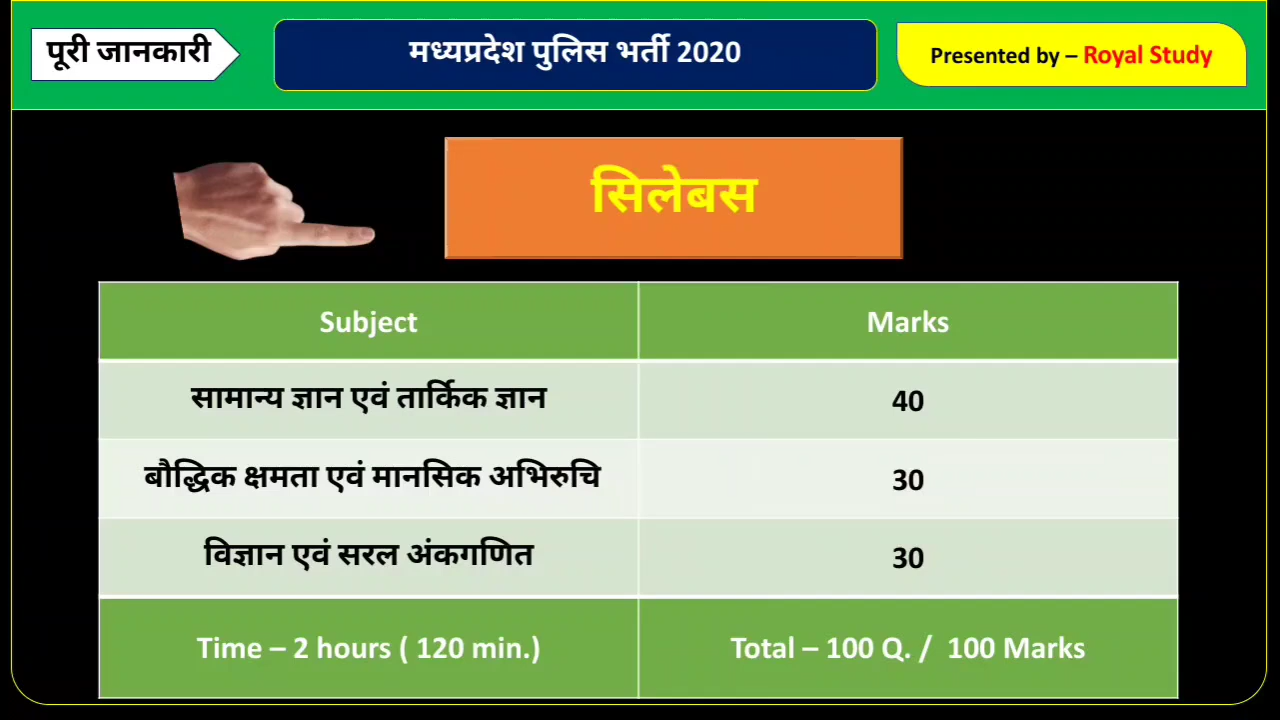 पूरी जानकारी
मध्यप्रदेश पुलिस भर्ती 2020
Presented by – Royal Study
सिलेबस
Subject Marks
सामान्य ज्ञान एवं तार्किक ज्ञान 40
बौद्धिक क्षमता एवं मानसिक अभिरुचि 30
विज्ञान एवं सरल अंकगणित 30
Time – 2 hours ( 120 min.) Total – 100 Q. / 100 Marks